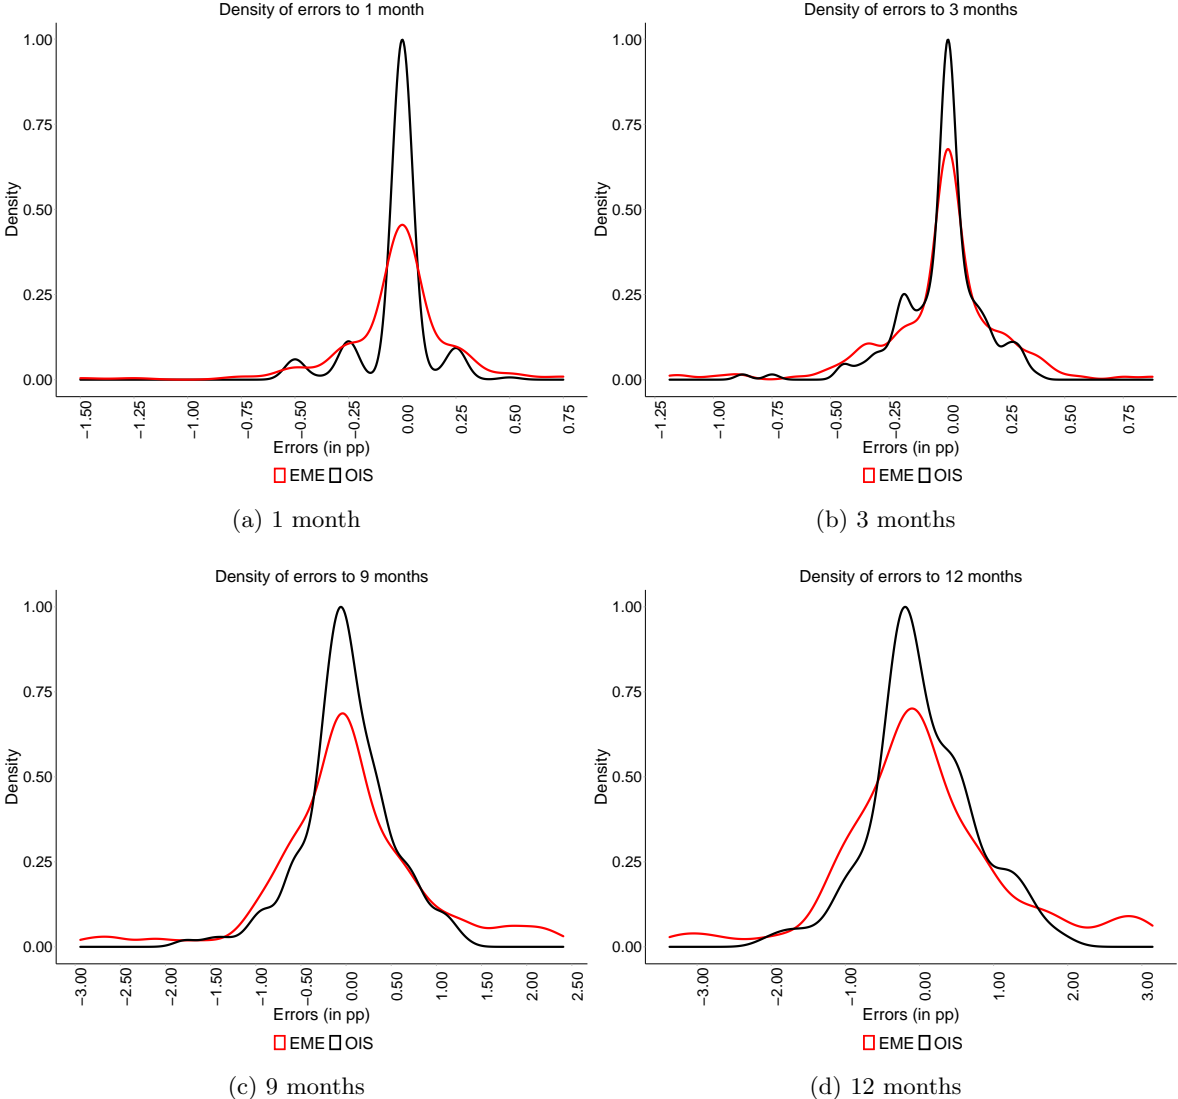 Density of errors to 1 month
1.00
0.75
0.50
0.25
0.00
Density
−1.50
−1.25
−1.00
−0.75
−0.50
−0.25
0.00
0.25
0.50
0.75
Errors (in pp)
EME OIS
(a) 1 month
Density of errors to 3 months
1.00
0.75
0.50
0.25
0.00
Density
−1.25
−1.00
−0.75
−0.50
−0.25
0.00
0.25
0.50
0.75
Errors (in pp)
EME OIS
(b) 3 months
Density of errors to 9 months
1.00
0.75
0.50
0.25
0.00
Density
−3.00
−2.50
−2.00
−1.50
−1.00
−0.50
0.00
0.50
1.00
1.50
2.00
2.50
Errors (in pp)
EME OIS
(c) 9 months
Density of errors to 12 months
1.00
0.75
0.50
0.25
0.00
Density
−3.00
−2.00
−1.00
0.00
1.00
2.00
3.00
Errors (in pp)
EME OIS
(d) 12 months